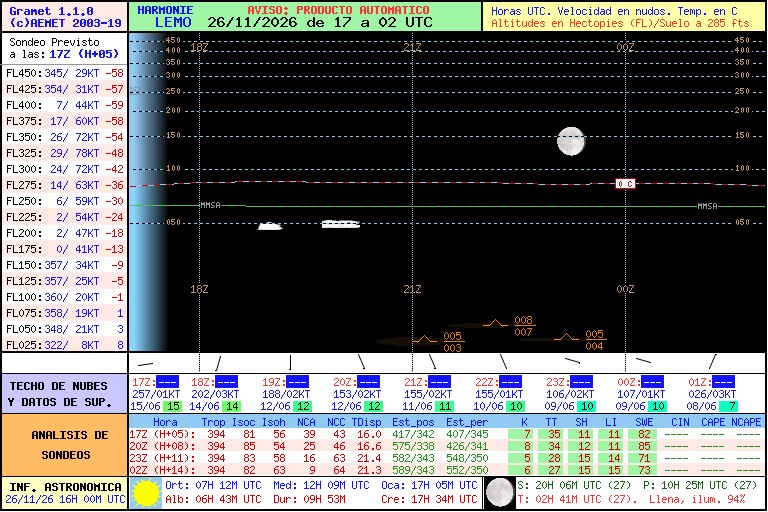 Gramet 1.1.0
(c)AEMET 2003-19
HARMONIE
LEMO
AVISO: PRODUCTO AUTOMATICO
26/11/2026 de 17 a 02 UTC
Horas UTC. Velocidad en nudos. Temp. en C
Altitudes en Hectopies (FL)/Suelo a 285 fts
Sondeo Previsto
a las: 17Z (H+05)
FL450: 345/ 29KT -58
FL425: 354/ 31KT -57
FL400: 7/ 44KT -59
FL375: 17/ 60KT -58
FL350: 26/ 72KT -54
FL325: 29/ 78KT -48
FL300: 24/ 72KT -42
FL275: 14/ 63KT -36
FL250: 6/ 59KT -30
FL225: 2/ 54KT -24
FL200: 2/ 47KT -18
FL175: 0/ 41KT -13
FL150: 357/ 34KT -9
FL125: 357/ 25KT -5
FL100: 360/ 20KT -1
FL075: 358/ 19KT 1
FL050: 348/ 21KT 3
FL025: 322/ 8KT 8
18Z 21Z 00Z
450 450
400 400
350 350
300 300
250 250
200 200
150 150
100 100
0 C
MMSA MMSA
050 050
18Z 21Z 00Z
008
007
005
003
005
004
TECHO DE NUBES
Y DATOS DE SUP.
17Z:--- 18Z:--- 19Z:--- 20Z:--- 21Z:--- 22Z:--- 23Z:--- 00Z:--- 01Z:---
257/01KT 202/03KT 188/02KT 153/02KT 155/02KT 155/01KT 106/02KT 107/01KT 026/03KT
15/06 15 14/06 14 12/06 12 12/06 12 11/06 11 10/06 10 09/06 10 09/06 10 08/06 7
ANALISIS DE
SONDEOS
Hora Trop Isoc Isoh NCA NCC TDisp Est_pos Est_per K TT SH LI SWE CIN CAPE NCAPE
17Z (H+05): 394 81 56 39 43 16.0 417/342 407/345 7 35 11 11 82 ---- ---- ----
20Z (H+08): 394 85 54 25 46 16.6 575/338 426/341 8 34 12 11 85 ---- ---- ----
23Z (H+11): 394 83 58 16 63 21.4 582/343 548/350 5 28 14 14 71 ---- ---- ----
02Z (H+14): 394 82 63 9 64 21.3 589/343 552/350 6 27 15 15 73 ---- ---- ----
INF. ASTRONOMICA
26/11/26 16H 00M UTC
Ort: 07H 12M UTC Med: 12H 09M UTC Oca: 17H 05M UTC
Alb: 06H 43M UTC Dur: 09H 53M Cre: 17H 34M UTC
S: 20H 06M UTC (27) P: 10H 25M UTC (27)
T: 02H 41M UTC (27). Llena, ilum. 94%